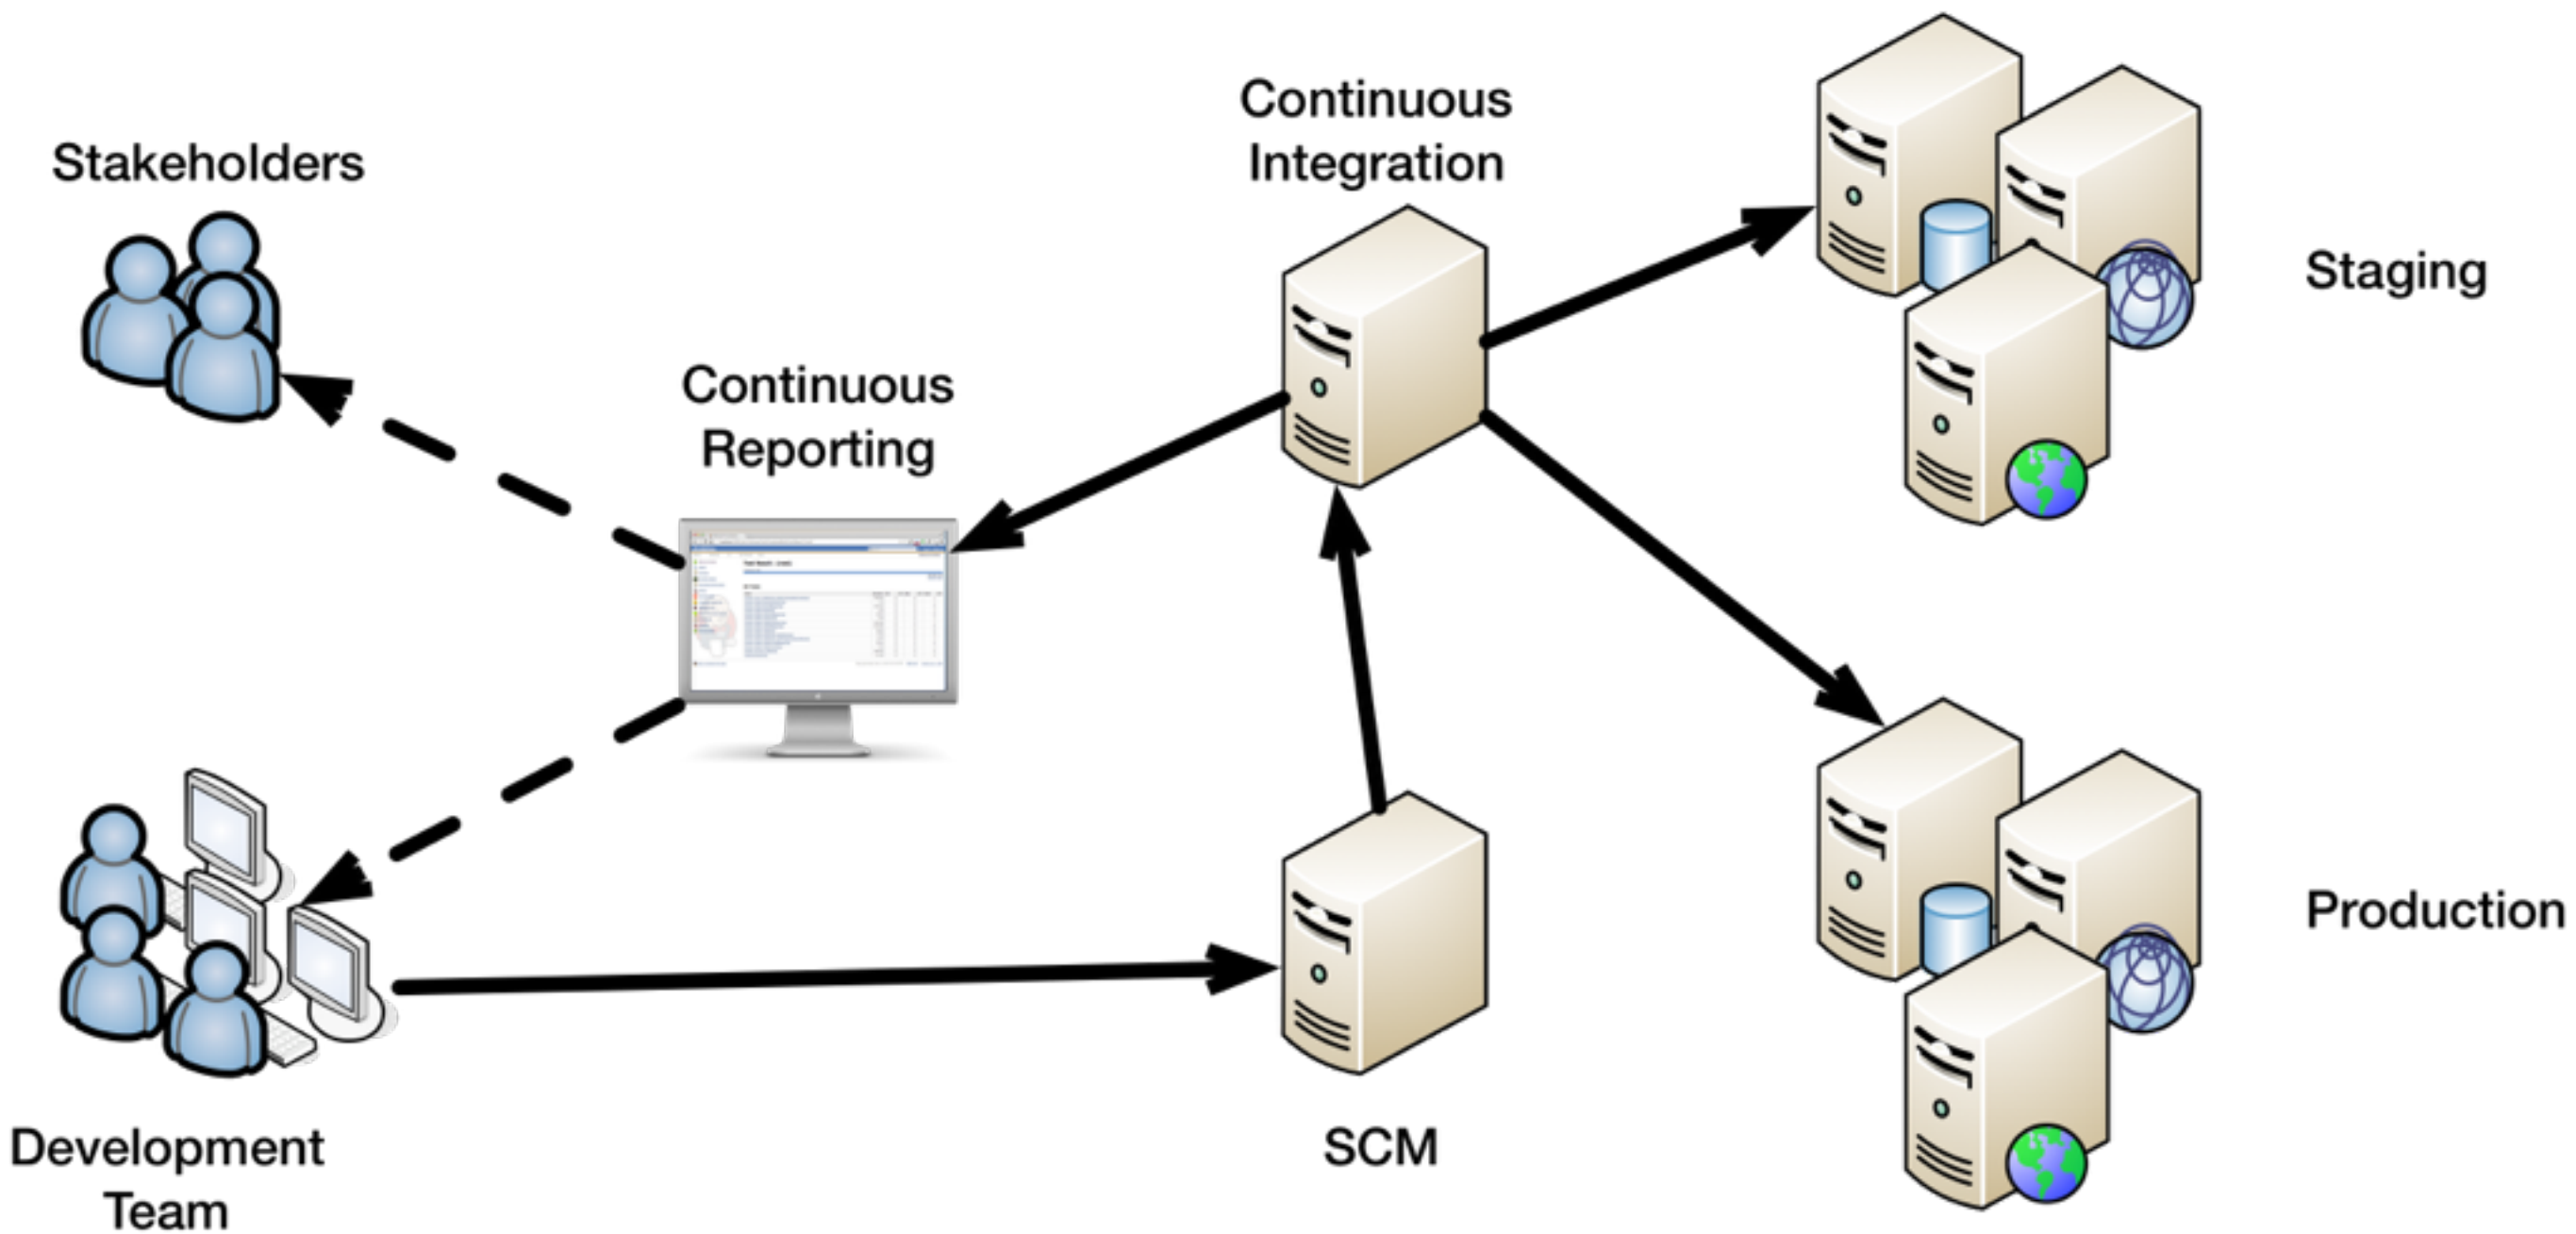 Stakeholders
Continuous
Reporting
Continuous
Integration
Staging
Production
SCM
Development
Team